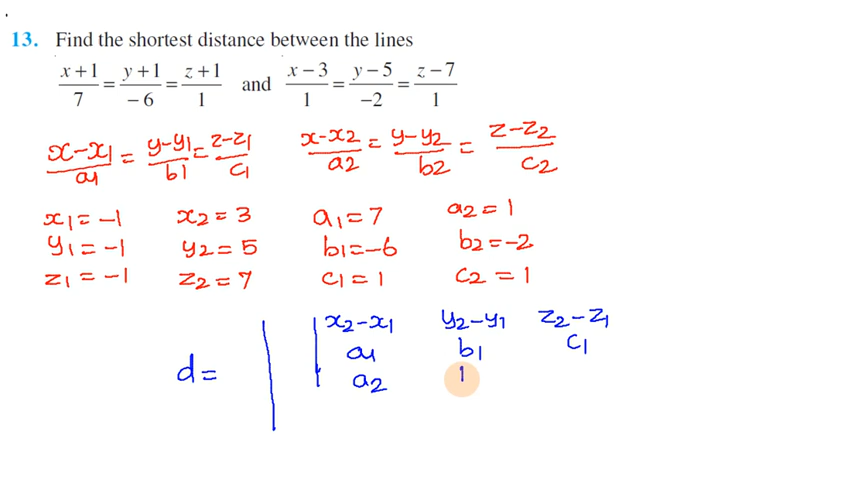 13. Find the shortest distance between the lines
x+1/7 = y+1/-6 = z+1/1 and x-3/1 = y-5/-2 = z-7/1
x-x1/a1 = y-y1/b1 = z-z1/c1 x-x2/a2 = y-y2/b2 = z-z2/c2
x1=-1 x2=3 a1=7 a2=1
y1=-1 y2=5 b1=-6 b2=-2
z1=-1 z2=7 c1=1 c2=1
x2-x1 y2-y1 z2-z1
a1 b1 c1
d= a2